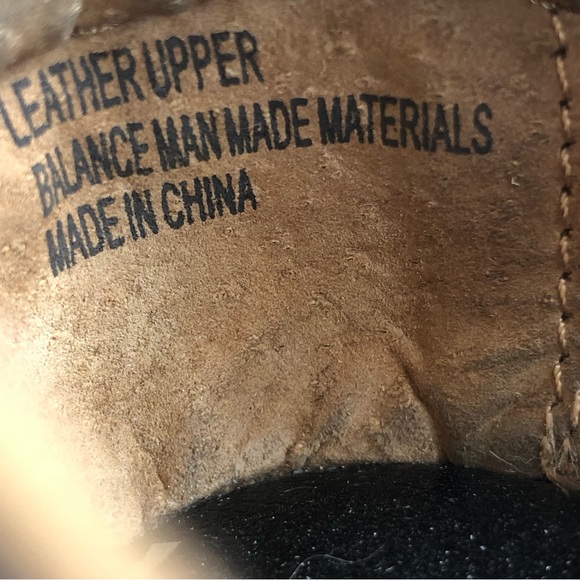 LEATHER UPPER
BALANCE MAN MADE MATERIALS
MADE IN CHINA